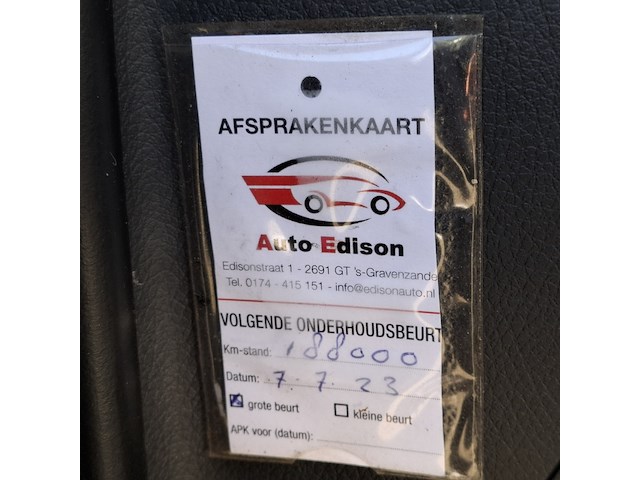 AFSPRAKENKAART
Auto Edison
Edisonstraat 1 - 2691 GT 's-Gravenzande
Tel. 0174 - 415 151 - info@edisonauto.nl
VOLGENDE ONDERHOUDSBEURT
Km-stand: 188000
Datum: 7.7.23
grote beurt kleine beurt
APK voor (datum):